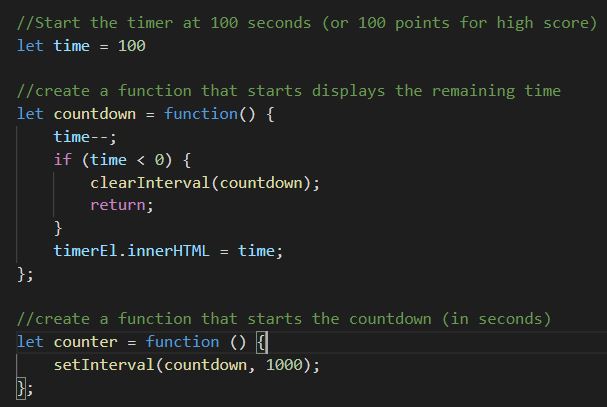 //Start the timer at 100 seconds (or 100 points for high score)
let time = 100
//create a function that starts displays the remaining time
let countdown = function() {
time--;
if (time < 0) {
clearInterval(countdown);
return;
}
timerEl.innerHTML = time;
};
//create a function that starts the countdown (in seconds)
let counter = function () {
setInterval(countdown, 1000);
};